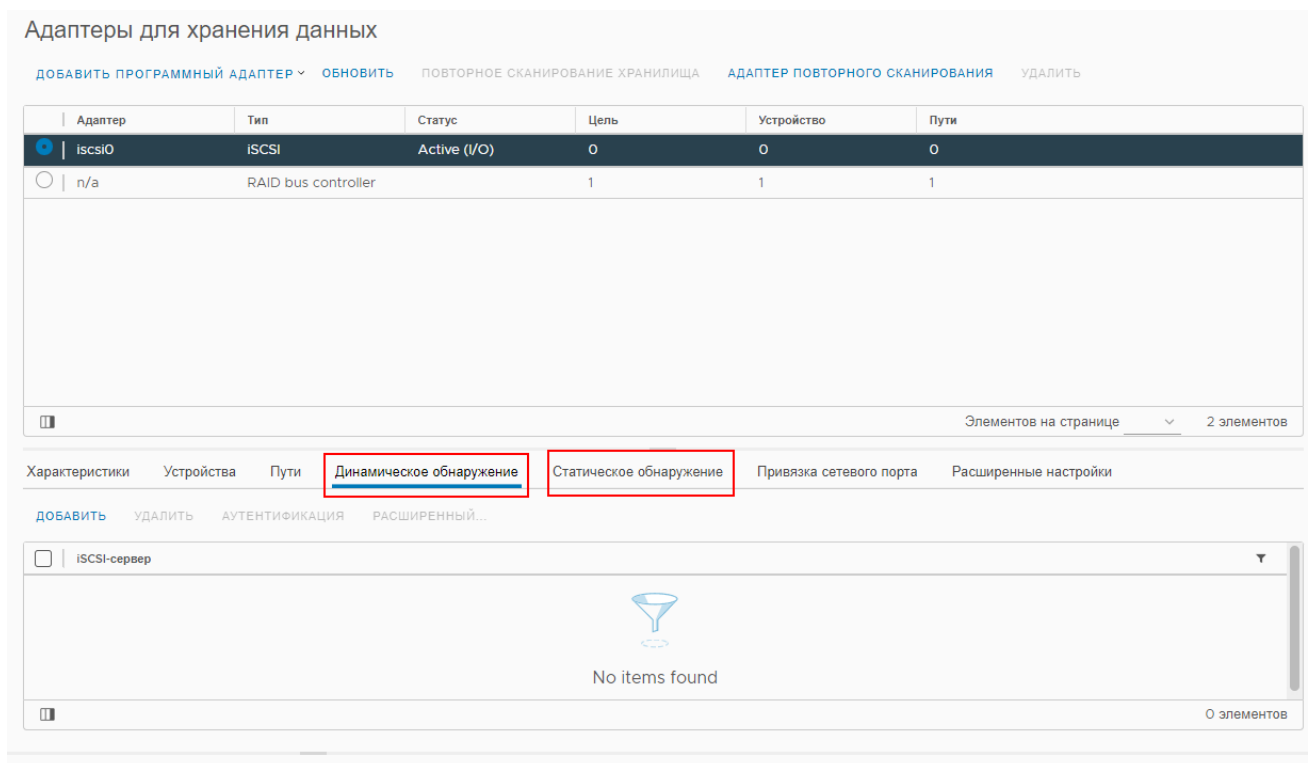 Адаптеры для хранения данных
ДОБАВИТЬ ПРОГРАММНЫЙ АДАПТЕР ОБНОВИТЬ ПОВТОРНОЕ СКАНИРОВАНИЕ ХРАНИЛИЩА АДАПТЕР ПОВТОРНОГО СКАНИРОВАНИЯ УДАЛИТЬ
Адаптер Тип Статус Цель Устройство Пути
iscsi0 iSCSI Active (I/O) 0 0 0
n/a RAID bus controller 1 1 1
Элементов на странице 2 элементов
Характеристики Устройства Пути Динамическое обнаружение Статическое обнаружение Привязка сетевого порта Расширенные настройки
ДОБАВИТЬ УДАЛИТЬ АУТЕНТИФИКАЦИЯ РАСШИРЕННЫЙ...
iSCSI-сервер
No items found
0 элементов